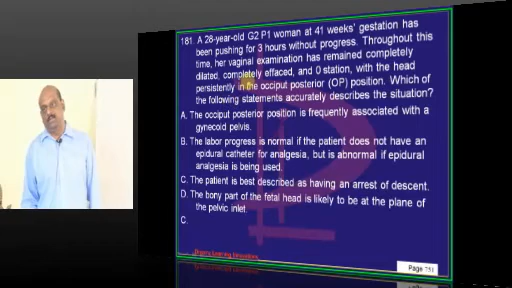 181. A 28-year-old G2 P1 woman at 41 weeks' gestation has
been pushing for 3 hours without progress. Throughout this
time, her vaginal examination has remained completely
dilated, completely effaced, and 0 station, with the head
persistently in the occiput posterior (OP) position. Which of
the following statements accurately describes the situation?
A. The occiput posterior position is frequently associated with a
gynecoid pelvis.
B. The labor progress is normal if the patient does not have an
epidural catheter for analgesia, but is abnormal if epidural
analgesia is being used.
C. The patient is best described as having an arrest of descent.
D. The bony part of the fetal head is likely to be at the plane of
the pelvic inlet.
C.
Learning
Page 251